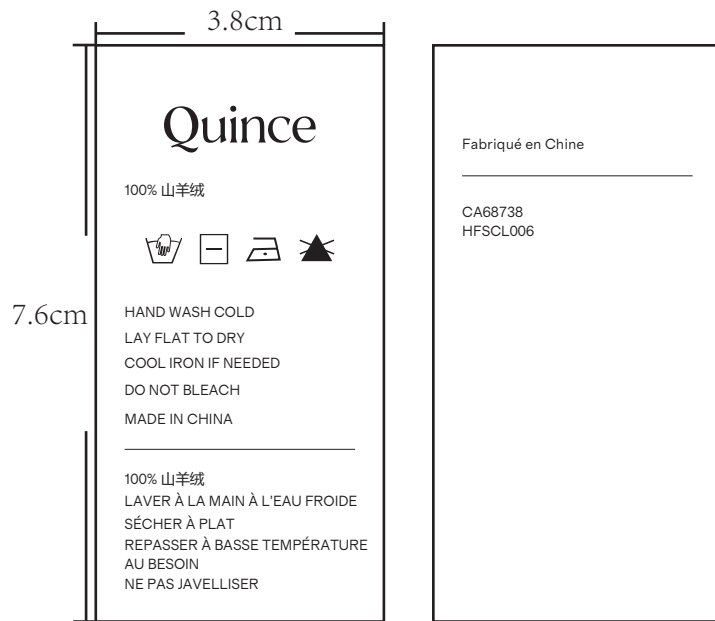 3.8cm
Quince
100% 山羊绒
7.6cm
HAND WASH COLD
LAY FLAT TO DRY
COOL IRON IF NEEDED
DO NOT BLEACH
MADE IN CHINA
100% 山羊绒
LAVER À LA MAIN À L'EAU FROIDE
SÉCHER À PLAT
REPASSER À BASSE TEMPÉRATURE
AU BESOIN
NE PAS JAVELLISER
Fabriqué en Chine
CA68738
HFSCL006